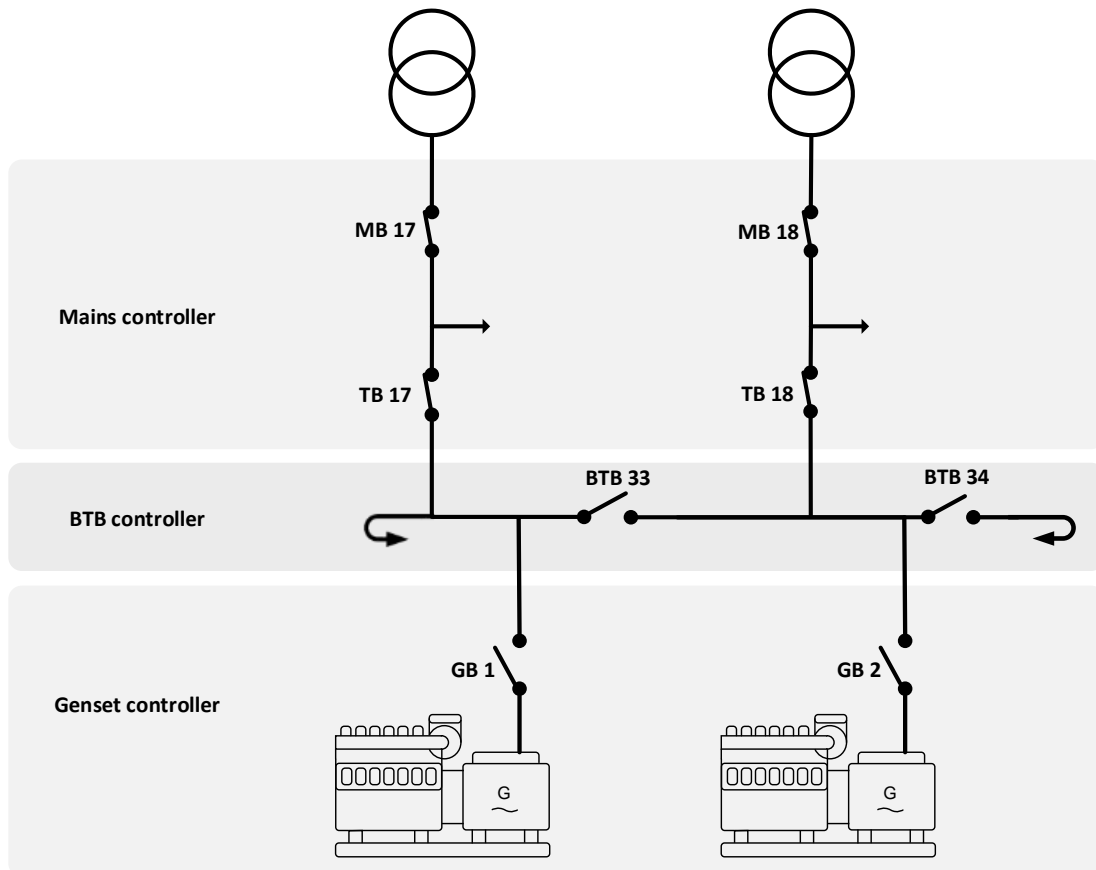 MB 17
MB 18
Mains controller
TB 17
TB 18
BTB 33
BTB 34
BTB controller
GB 1
GB 2
Genset controller
G
G